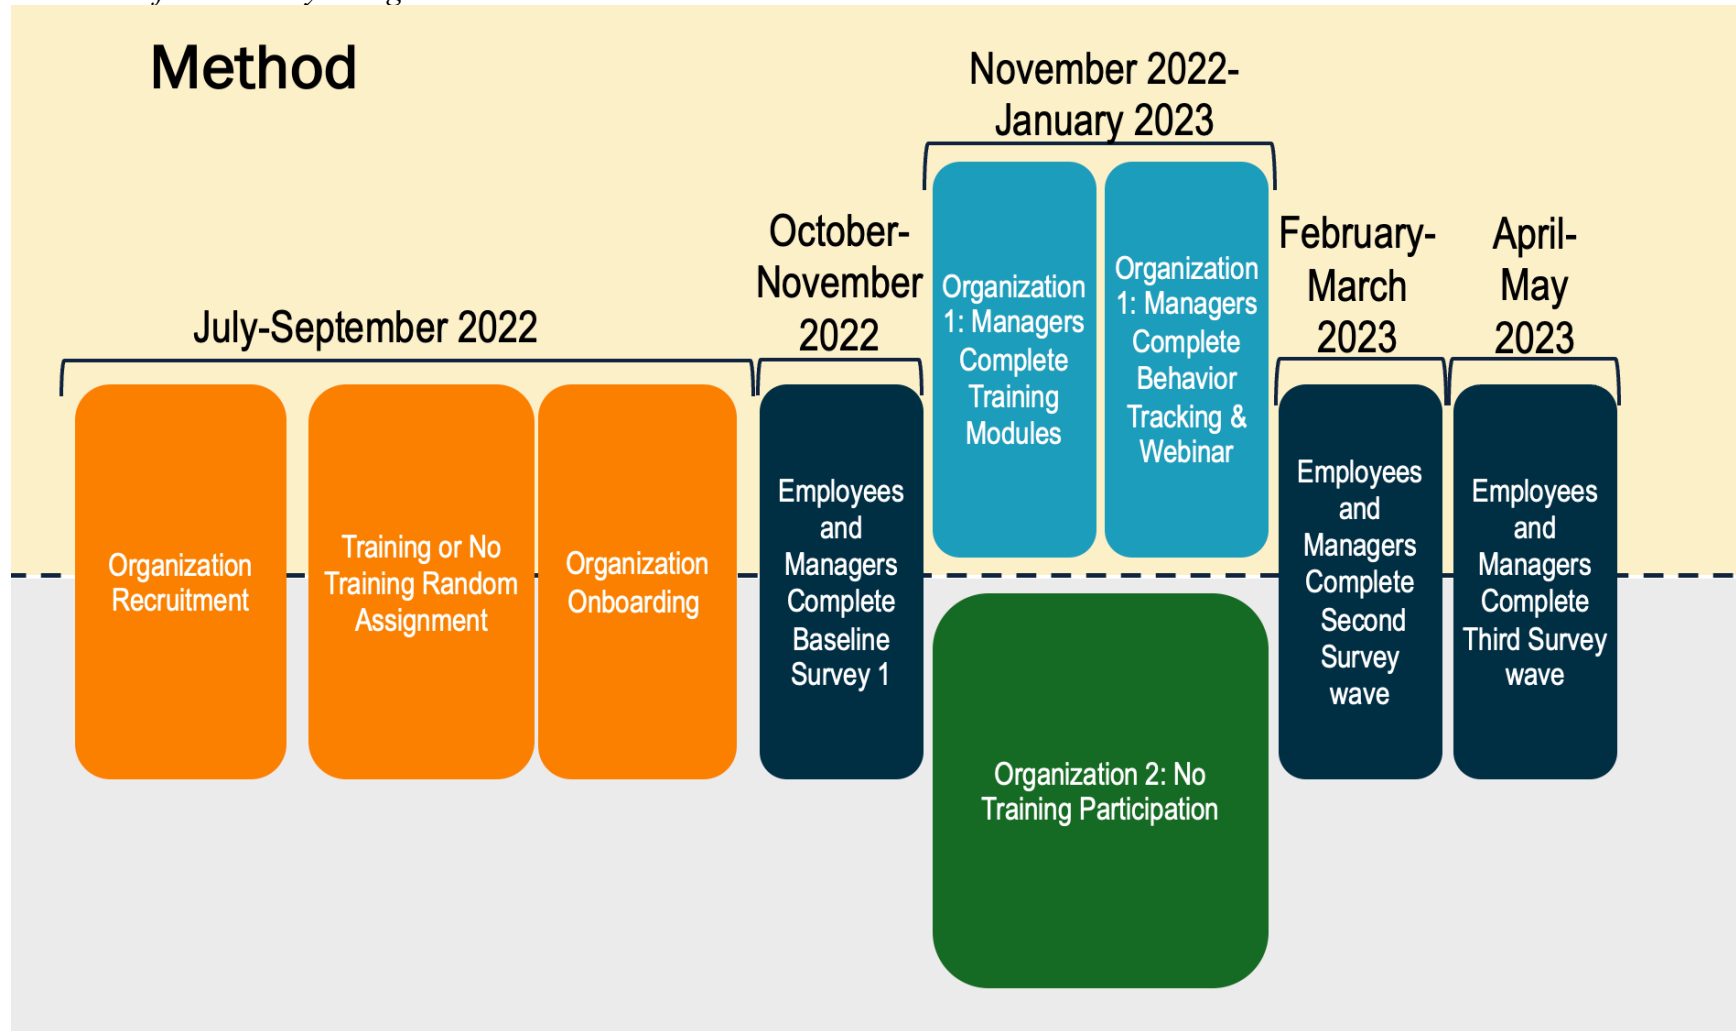 Method
July-September 2022
Organization
Recruitment
Training or No
Training Random
Assignment
Organization
Onboarding
October-
November
2022
Employees
and
Managers
Complete
Baseline
Survey 1
November 2022-
January 2023
Organization
1: Managers
Complete
Training
Modules
Organization
1: Managers
Complete
Behavior
Tracking &
Webinar
Organization 2: No
Training Participation
February-
March
2023
Employees
and
Managers
Complete
Second
Survey
wave
April-
May
2023
Employees
and
Managers
Complete
Third Survey
wave